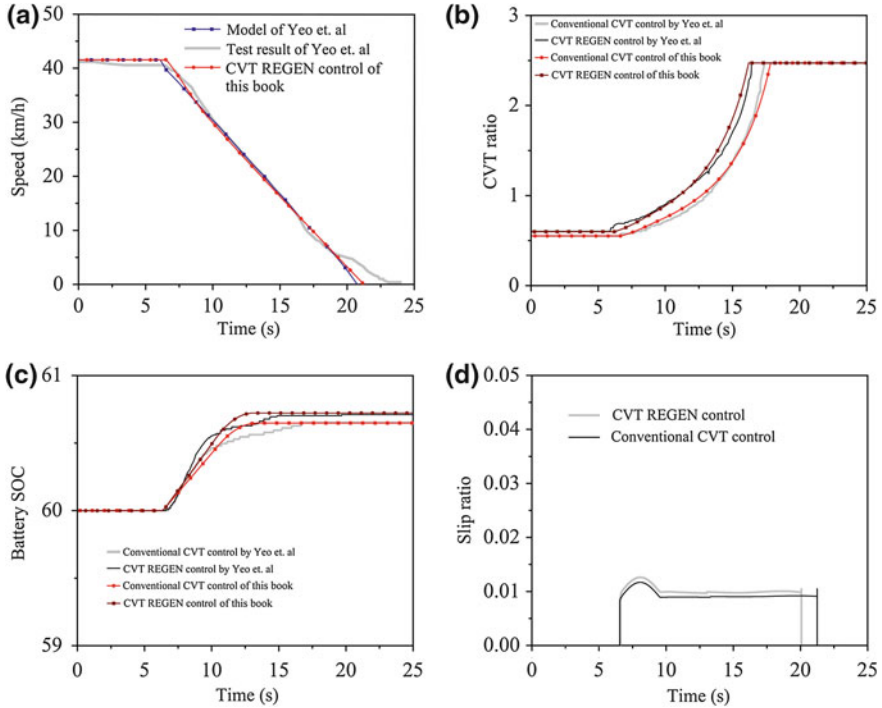 (a)
Model of Yeo et. al
Test result of Yeo et. al
CVT REGEN control of
this book
50
40
30
20
10
0
Speed (km/h)
0 5 10 15 20 25
Time (s)
(b)
Conventional CVT control by Yeo et. al
CVT REGEN control by Yeo et. al
Conventional CVT control of this book
CVT REGEN control of this book
3
2
1
0
CVT ratio
0 5 10 15 20 25
Time (s)
(c)
61
60
59
Battery SOC
Conventional CVT control by Yeo et. al
CVT REGEN control by Yeo et. al
Conventional CVT control of this book
CVT REGEN control of this book
0 5 10 15 20 25
Time (s)
(d)
0.05
0.04
0.03
0.02
0.01
0.00
Slip ratio
CVT REGEN control
Conventional CVT control
0 5 10 15 20 25
Time (s)